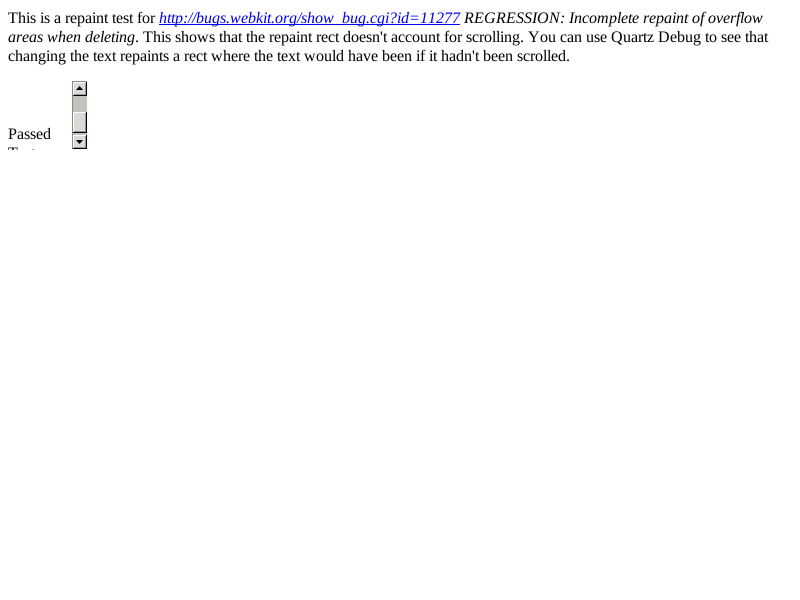 This is a repaint test for http://bugs.webkit.org/show_bug.cgi?id=11277 REGRESSION: Incomplete repaint of overflow
areas when deleting. This shows that the repaint rect doesn't account for scrolling. You can use Quartz Debug to see that
changing the text repaints a rect where the text would have been if it hadn't been scrolled.
Passed